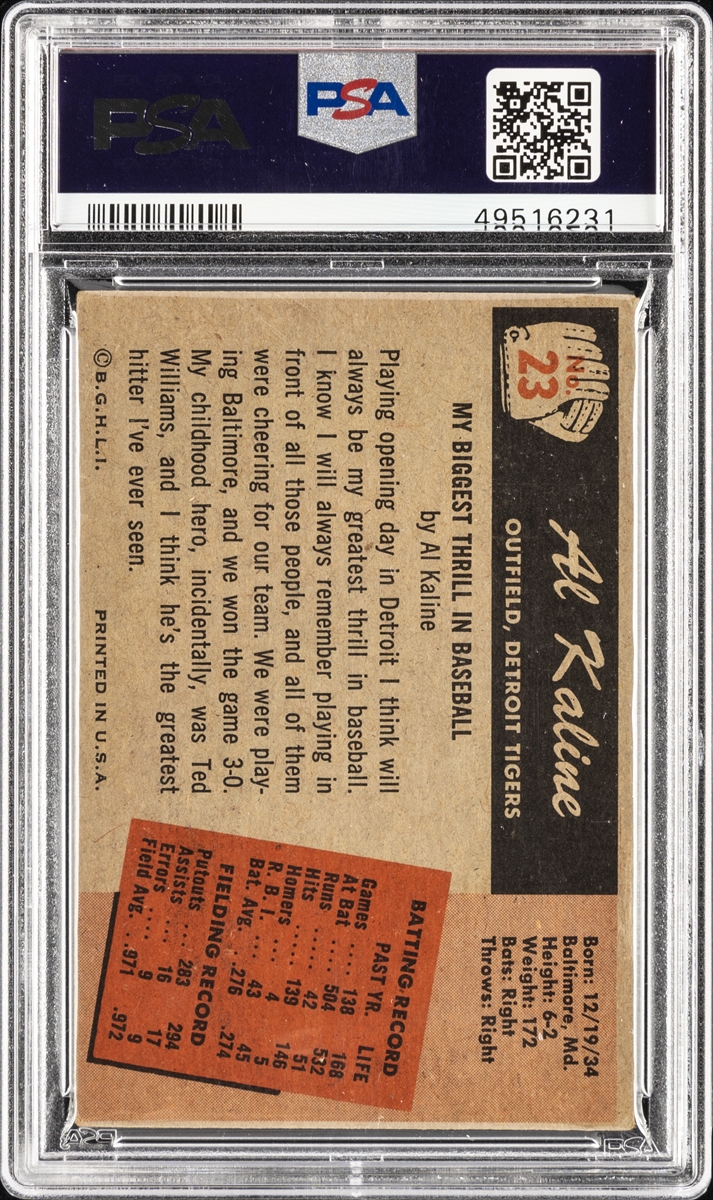 PSA
PSA
49516231
No.
23
Al Kaline
OUTFIELD, DETROIT TIGERS
Born: 12/19/34
Baltimore, Md.
Height: 6-2
Weight: 172
Bats: Right
Throws: Right
MY BIGGEST THRILL IN BASEBALL
by Al Kaline
Playing opening day in Detroit I think will
always be my greatest thrill in baseball.
I know I will always remember playing in
front of all those people, and all of them
were cheering for our team. We were play-
ing Baltimore, and we won the game 3-0.
My childhood hero, incidentally, was Ted
Williams, and I think he's the greatest
hitter I've ever seen.
©B.G.H.L.I. PRINTED IN U.S.A.
BATTING RECORD
PAST YR. LIFE
Games .... 138 168
At Bat .... 504 532
Runs ..... 42 51
Hits ..... 139 146
Homers .... 4 5
R. B. I. .... 43 45
Bat. Avg. ... .276 .274
FIELDING RECORD
Putouts .... 283 294
Assists .... 16 17
Errors .... 9 9
Field Avg. .. .971 .972
PSA
PSA